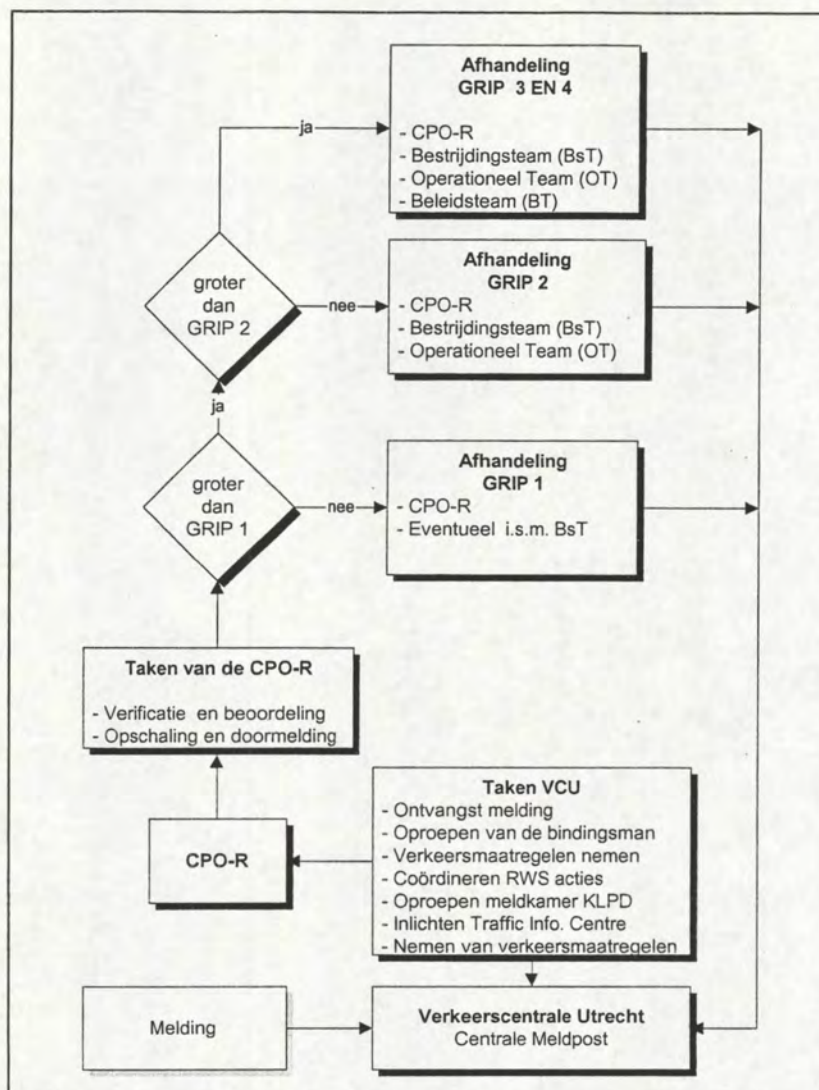 Afhandeling
GRIP 3 EN 4
- CPO-R
- Bestrijdingsteam (BsT)
- Operationeel Team (OT)
- Beleidsteam (BT)
ja
groter
dan
GRIP 2
nee
Afhandeling
GRIP 2
- CPO-R
- Bestrijdingsteam (BsT)
- Operationeel Team (OT)
ja
groter
dan
GRIP 1
nee
Afhandeling
GRIP 1
- CPO-R
- Eventueel i.s.m. BsT
Taken van de CPO-R
- Verificatie en beoordeling
- Opschaling en doormelding
CPO-R
Taken VCU
- Ontvangst melding
- Oproepen van de bindingsman
- Verkeersmaatregelen nemen
- Coördineren RWS acties
- Oproepen meldkamer KLPD
- Inlichten Traffic Info. Centre
- Nemen van verkeersmaatregelen
Melding
Verkeerscentrale Utrecht
Centrale Meldpost